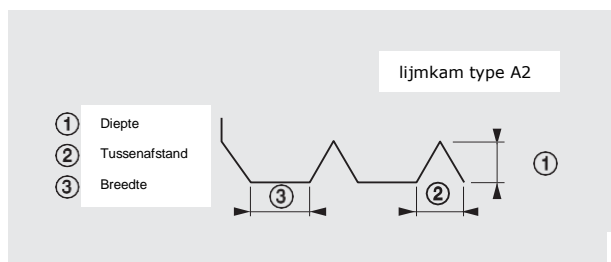 lijmkam type A2
① Diepte
② Tussenafstand
③ Breedte
①
③
②